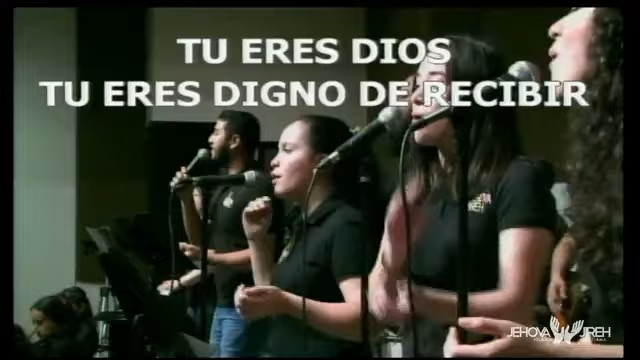 TU ERES DIOS
TU ERES DIGNO DE RECIBIR
JEHOVA JIREH